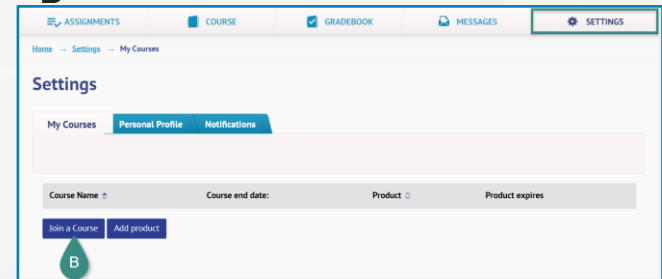 ASSIGNMENTS COURSE GRADEBOOK MESSAGES SETTINGS
Home → Settings → My Courses
Settings
My Courses Personal Profile Notifications
Course Name Course end date: Product Product expires
Join a Course Add product
B